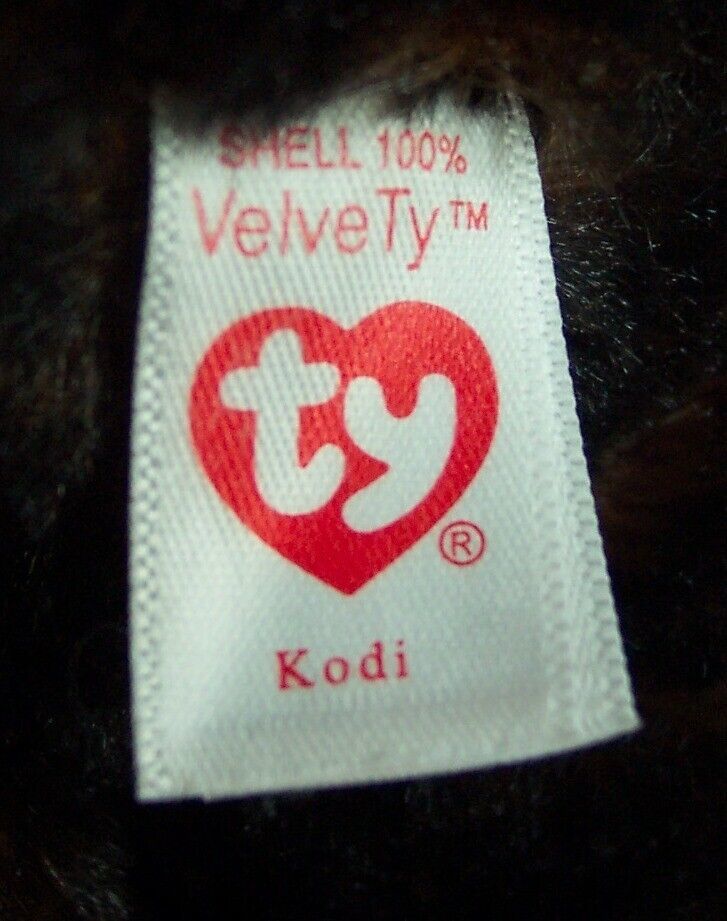 SHELL 100%
VelveTy™
ty®
Kodi